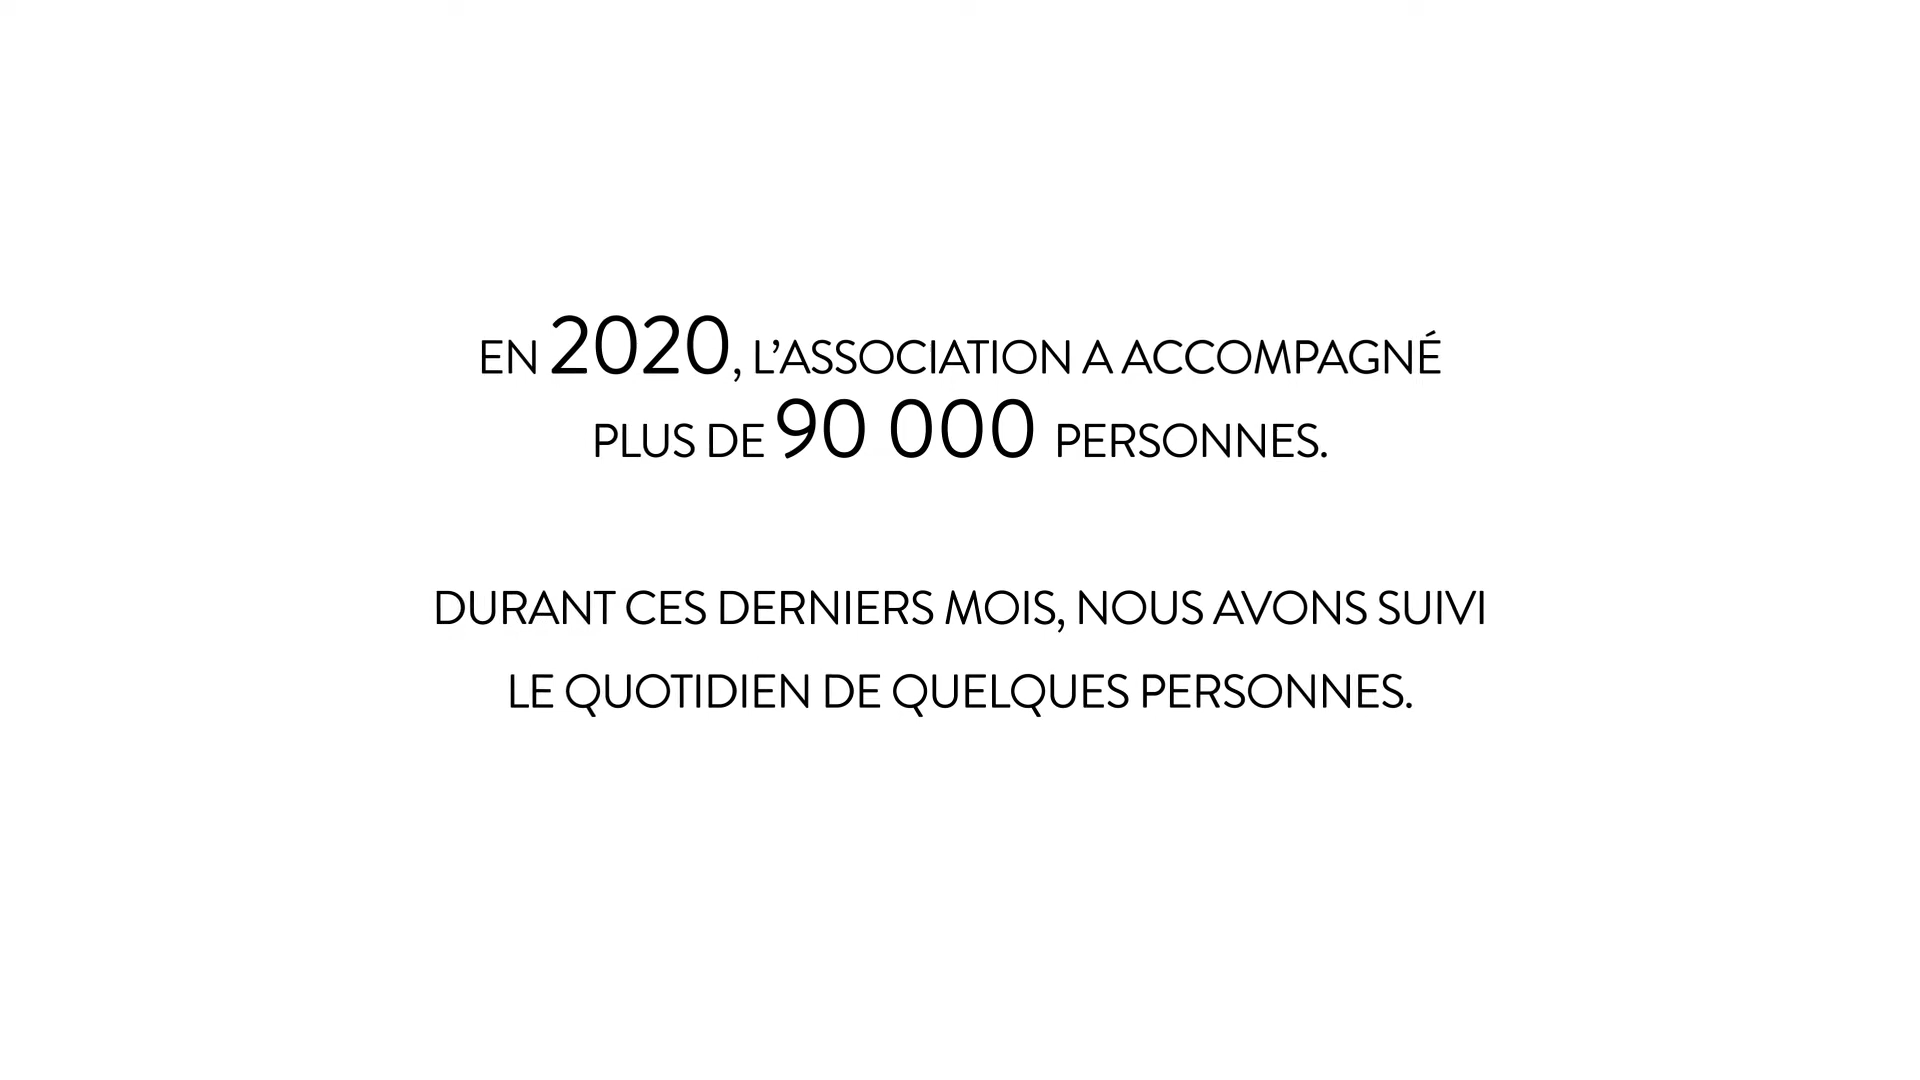 EN 2020, L’ASSOCIATION A ACCOMPAGNÉ
PLUS DE 90 000 PERSONNES.
DURANT CES DERNIERS MOIS, NOUS AVONS SUIVI
LE QUOTIDIEN DE QUELQUES PERSONNES.